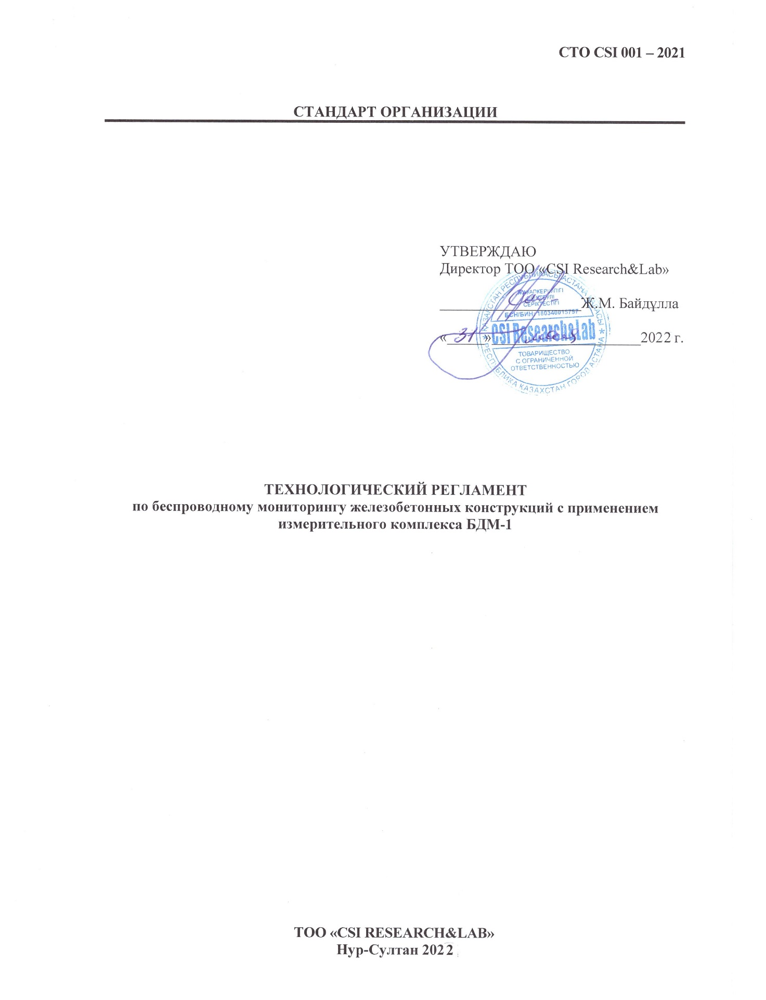 СТО CSI 001 – 2021
СТАНДАРТ ОРГАНИЗАЦИИ
УТВЕРЖДАЮ
Директор ТОО «CSI Research&Lab»
Ж.М. Байдұлла
« 31 » мая 2022 г.
ҚАЗАҚСТАН РЕСПУБЛИКАСЫ АСТАНА ҚАЛАСЫ
ЖАУАПКЕРШІЛІГІ
ШЕКТЕУЛІ
СЕРІКТЕСТІГІ
БСН/БИН: 180340015757
CSI Research&Lab
ТОВАРИЩЕСТВО
С ОГРАНИЧЕННОЙ
ОТВЕТСТВЕННОСТЬЮ
РЕСПУБЛИКА КАЗАХСТАН ГОРОД АСТАНА
ТЕХНОЛОГИЧЕСКИЙ РЕГЛАМЕНТ
по беспроводному мониторингу железобетонных конструкций с применением
измерительного комплекса БДМ-1
ТОО «CSI RESEARCH&LAB»
Нур-Султан 2022